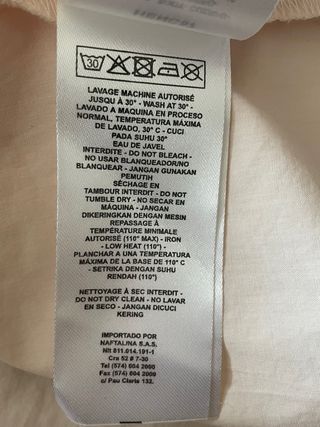 30
LAVAGE MACHINE AUTORISÉ
JUSQU À 30° - WASH AT 30° -
LAVADO A MAQUINA EN PROCESO
NORMAL, TEMPERATURA MÁXIMA
DE LAVADO, 30° C - CUCI
PADA SUHU 30°
EAU DE JAVEL
INTERDITE - DO NOT BLEACH -
NO USAR BLANQUEADOR/NO
BLANQUEAR - JANGAN GUNAKAN
PEMUTIH
SÉCHAGE EN
TAMBOUR INTERDIT - DO NOT
TUMBLE DRY - NO SECAR EN
MÁQUINA - JANGAN
DIKERINGKAN DENGAN MESIN
REPASSAGE À
TEMPÉRATURE MINIMALE
AUTORISÉ (110° MAX) - IRON
- LOW HEAT (110°) -
PLANCHAR A UNA TEMPERATURA
MÁXIMA DE LA BASE DE 110° C
- SETRIKA DENGAN SUHU
RENDAH (110°)
NETTOYAGE À SEC INTERDIT -
DO NOT DRY CLEAN - NO LAVAR
EN SECO - JANGAN DICUCI
KERING
IMPORTADO POR
NAFTALINA S.A.S.
Nit 811.014.191-1
Cra 52 # 7-30
Tel (574) 604 2000
Fax (574) 604 2009
c/ Pau Claris 132.